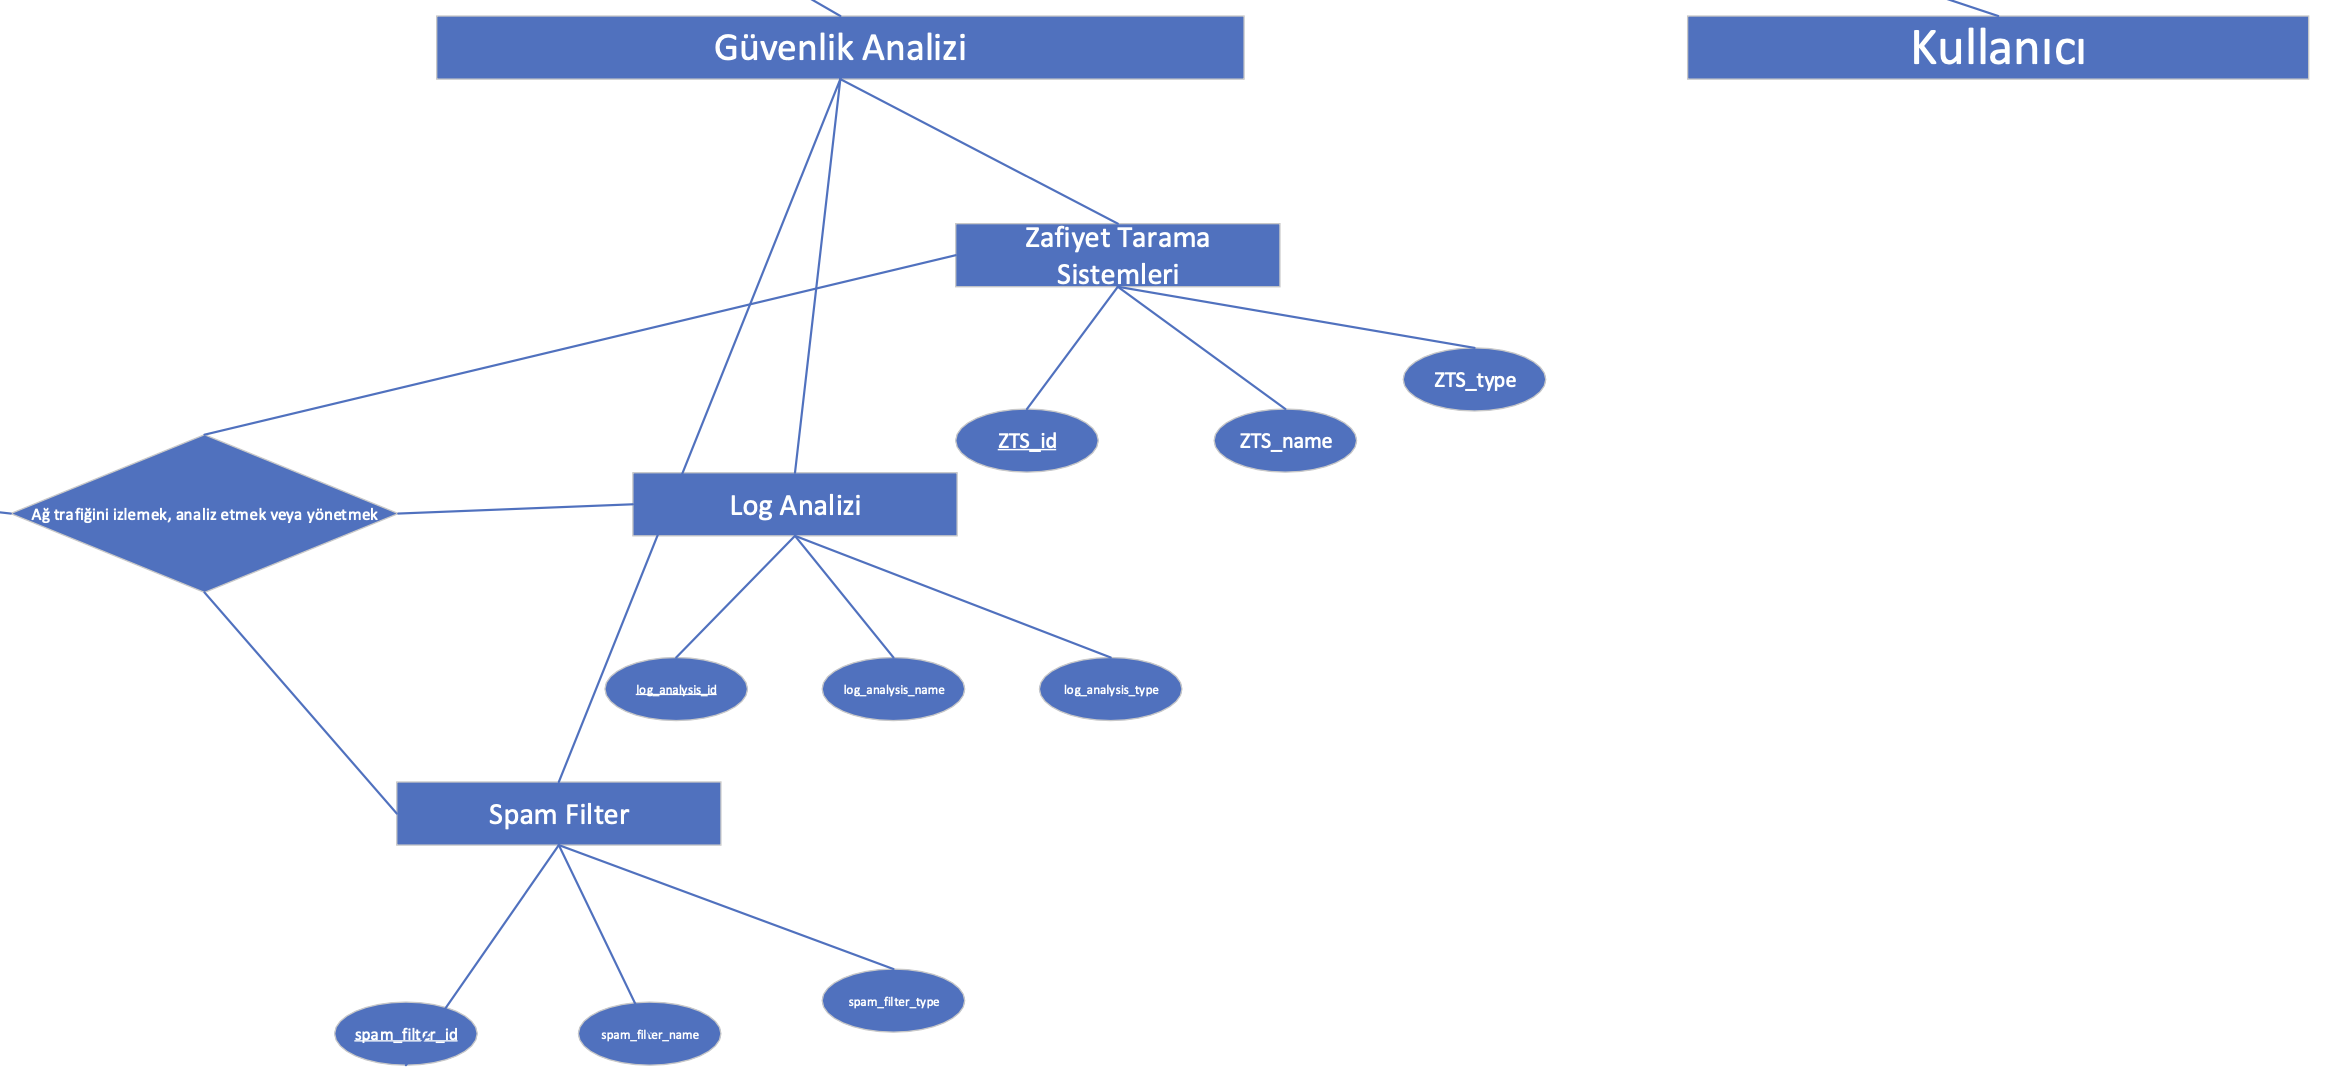 Güvenlik Analizi
Kullanıcı
Zafiyet Tarama
Sistemleri
ZTS_type
ZTS_id
ZTS_name
Log Analizi
Ağ trafiğini izlemek, analiz etmek veya yönetmek
log_analysis_id
log_analysis_name
log_analysis_type
Spam Filter
spam_filter_type
spam_filter_id
spam_filter_name